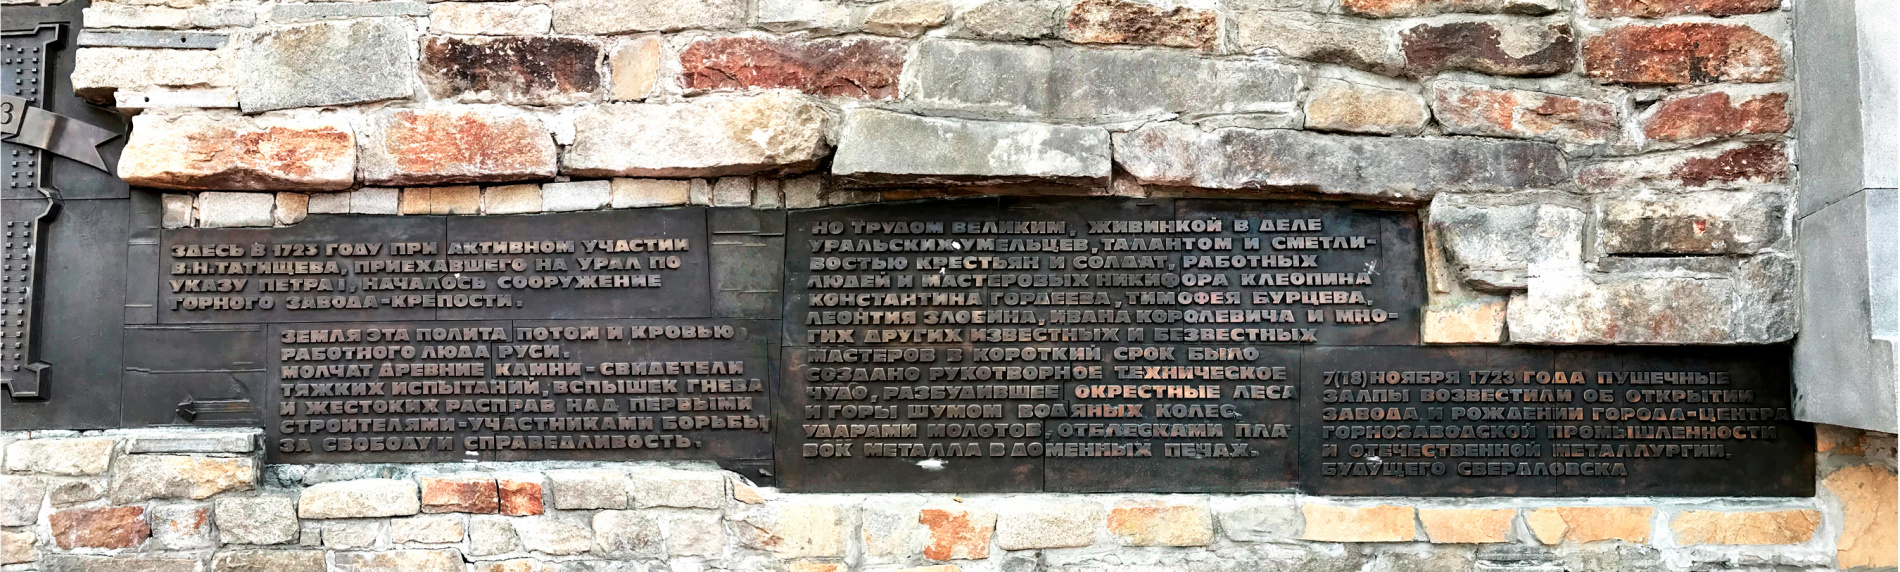 3
ЗДЕСЬ В 1723 ГОДУ ПРИ АКТИВНОМ УЧАСТИИ
В.Н.ТАТИЩЕВА, ПРИЕХАВШЕГО НА УРАЛ ПО
УКАЗУ ПЕТРА I, НАЧАЛОСЬ СООРУЖЕНИЕ
ГОРНОГО ЗАВОДА-КРЕПОСТИ.
ЗЕМЛЯ ЭТА ПОЛИТА ПОТОМ И КРОВЬЮ
РАБОТНОГО ЛЮДА РУСИ.
МОЛЧАТ ДРЕВНИЕ КАМНИ-СВИДЕТЕЛИ
ТЯЖКИХ ИСПЫТАНИЙ, ВСПЫШЕК ГНЕВА
И ЖЕСТОКИХ РАСПРАВ НАД ПЕРВЫМИ
СТРОИТЕЛЯМИ-УЧАСТНИКАМИ БОРЬБЫ
ЗА СВОБОДУ И СПРАВЕДЛИВОСТЬ.
НО ТРУДОМ ВЕЛИКИМ, ЖИВИНКОЙ В ДЕЛЕ
УРАЛЬСКИХ УМЕЛЬЦЕВ, ТАЛАНТОМ И СМЕТЛИ-
ВОСТЬЮ КРЕСТЬЯН И СОЛДАТ, РАБОТНЫХ
ЛЮДЕЙ И МАСТЕРОВЫХ НИКИФОРА КЛЕОПИНА
КОНСТАНТИНА ГОРДЕЕВА, ТИМОФЕЯ БУРЦЕВА,
ЛЕОНТИЯ ЗЛОБИНА, ИВАНА КОРОЛЕВИЧА И МНО-
ГИХ ДРУГИХ ИЗВЕСТНЫХ И БЕЗВЕСТНЫХ
МАСТЕРОВ В КОРОТКИЙ СРОК БЫЛО
СОЗДАНО РУКОТВОРНОЕ ТЕХНИЧЕСКОЕ
ЧУДО, РАЗБУДИВШЕЕ ОКРЕСТНЫЕ ЛЕСА
И ГОРЫ ШУМОМ ВОДЯНЫХ КОЛЕС,
УДАРАМИ МОЛОТОВ, ОТБЛЕСКАМИ ПЛА
ВОК МЕТАЛЛА В ДОМЕННЫХ ПЕЧАХ.
7(18) НОЯБРЯ 1723 ГОДА ПУШЕЧНЫЕ
ЗАЛПЫ ВОЗВЕСТИЛИ ОБ ОТКРЫТИИ
ЗАВОДА И РОЖДЕНИИ ГОРОДА-ЦЕНТРА
ГОРНОЗАВОДСКОЙ ПРОМЫШЛЕННОСТИ
И ОТЕЧЕСТВЕННОЙ МЕТАЛЛУРГИИ,
БУДУЩЕГО СВЕРДЛОВСКА